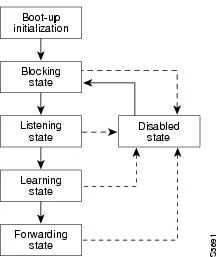 Boot-up
initialization
Blocking
state
Listening
state
Disabled
state
Learning
state
Forwarding
state
S5691